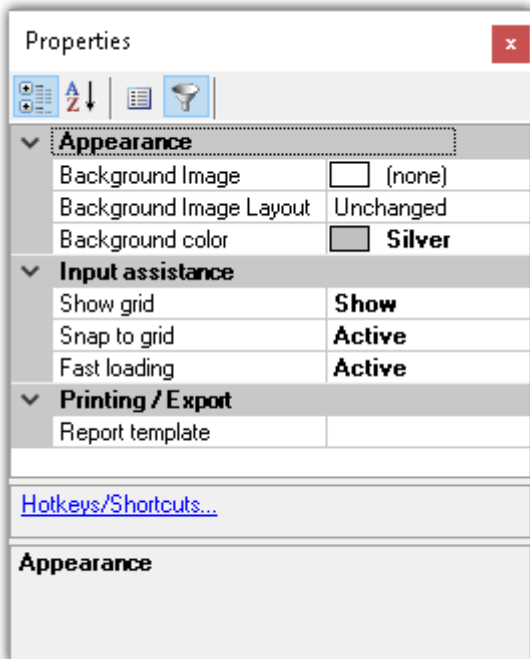 Properties
x
A
Z
Appearance
Background Image (none)
Background Image Layout Unchanged
Background color Silver
Input assistance
Show grid Show
Snap to grid Active
Fast loading Active
Printing / Export
Report template
Hotkeys/Shortcuts...
Appearance